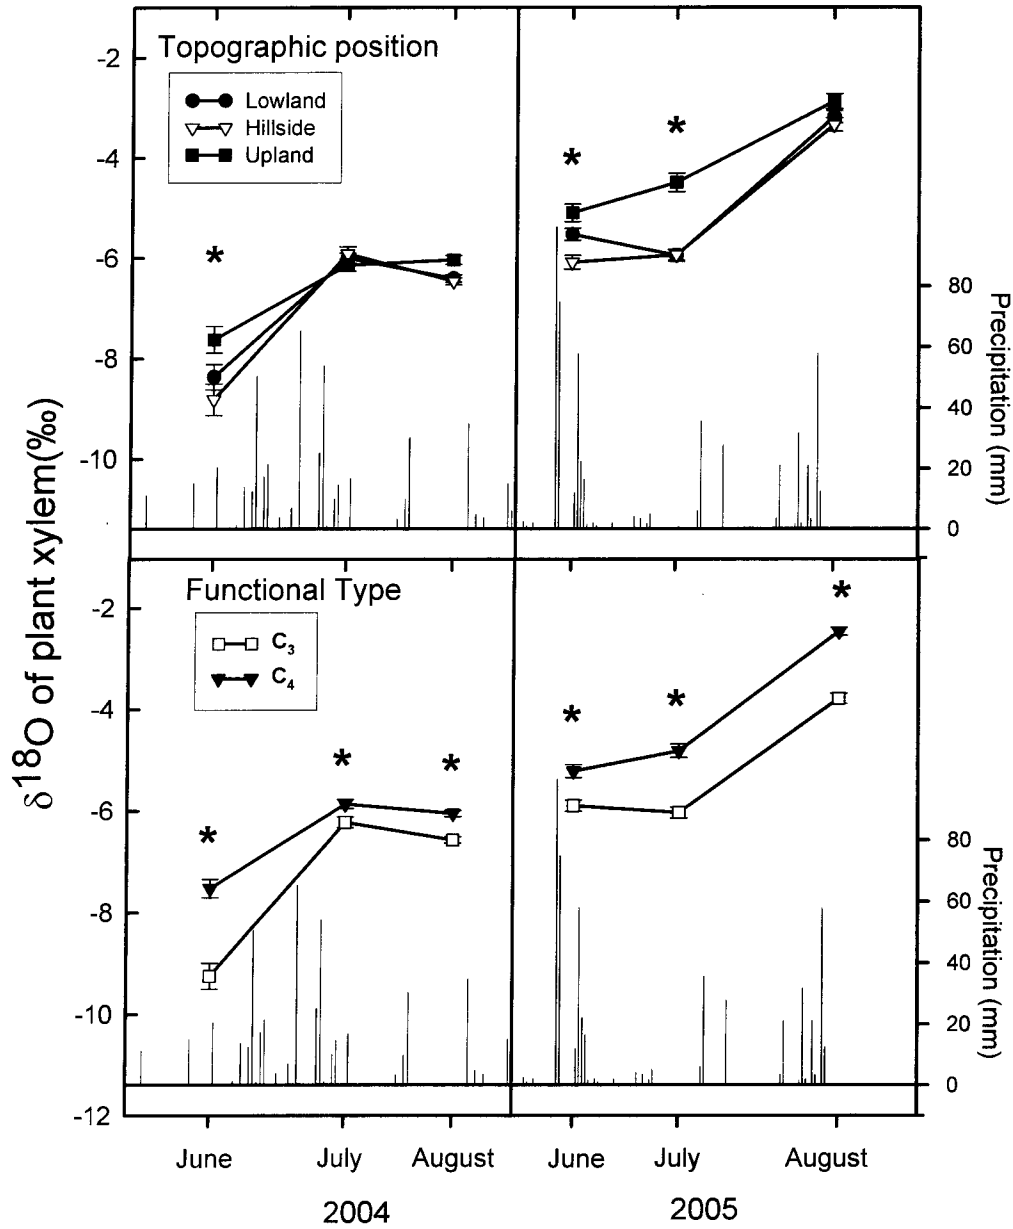 Topographic position
Lowland
Hillside
Upland
*
*
*
-2
-4
-6
-8
-10
80
60
40
20
0
Precipitation (mm)
δ18O of plant xylem(‰)
Functional Type
C3
C4
*
*
*
*
*
*
-2
-4
-6
-8
-10
-12
80
60
40
20
0
Precipitation (mm)
June July August June July August
2004 2005